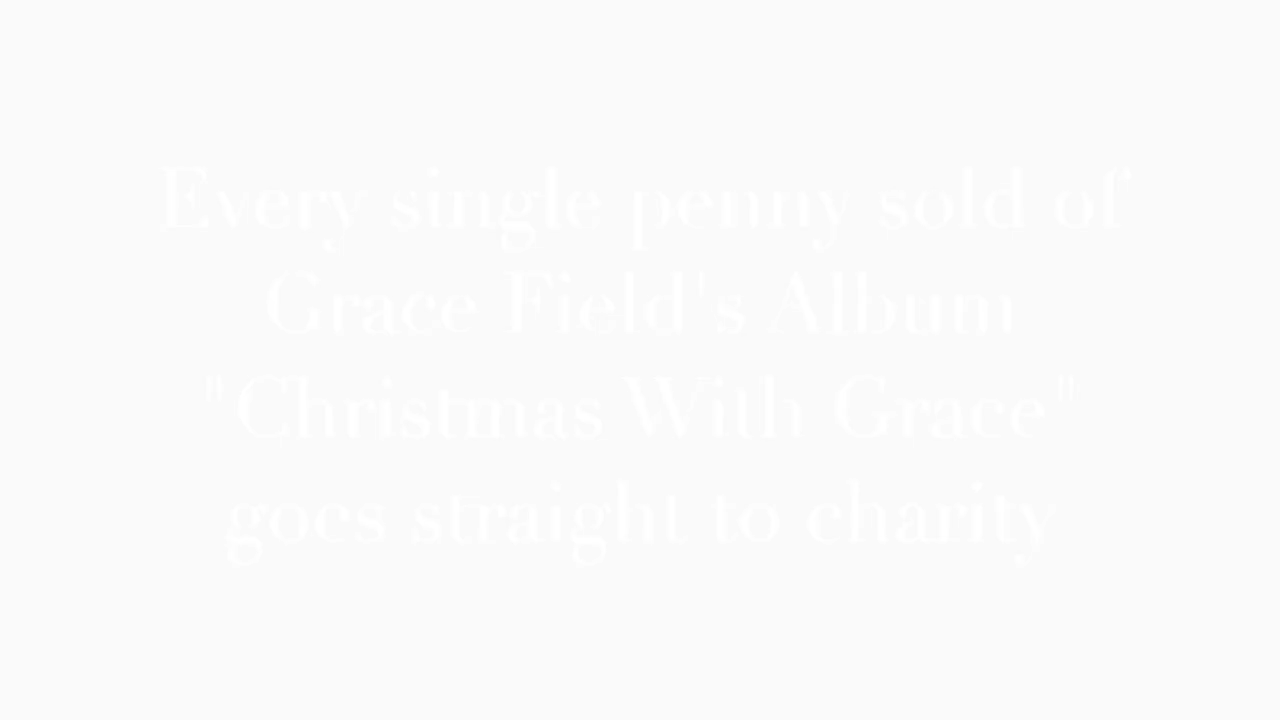 Every single penny sold of
Grace Field's Album
"Christmas With Grace"
goes straight to charity